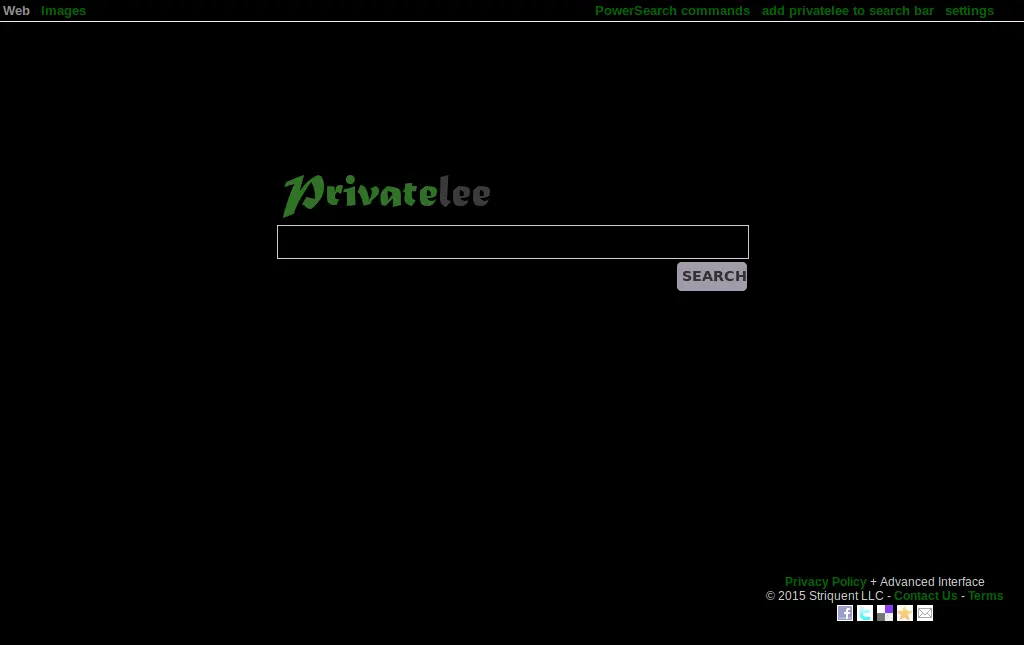 Web Images PowerSearch commands add privatelee to search bar settings
Privatelee
SEARCH
Privacy Policy + Advanced Interface
© 2015 Striquent LLC - Contact Us - Terms